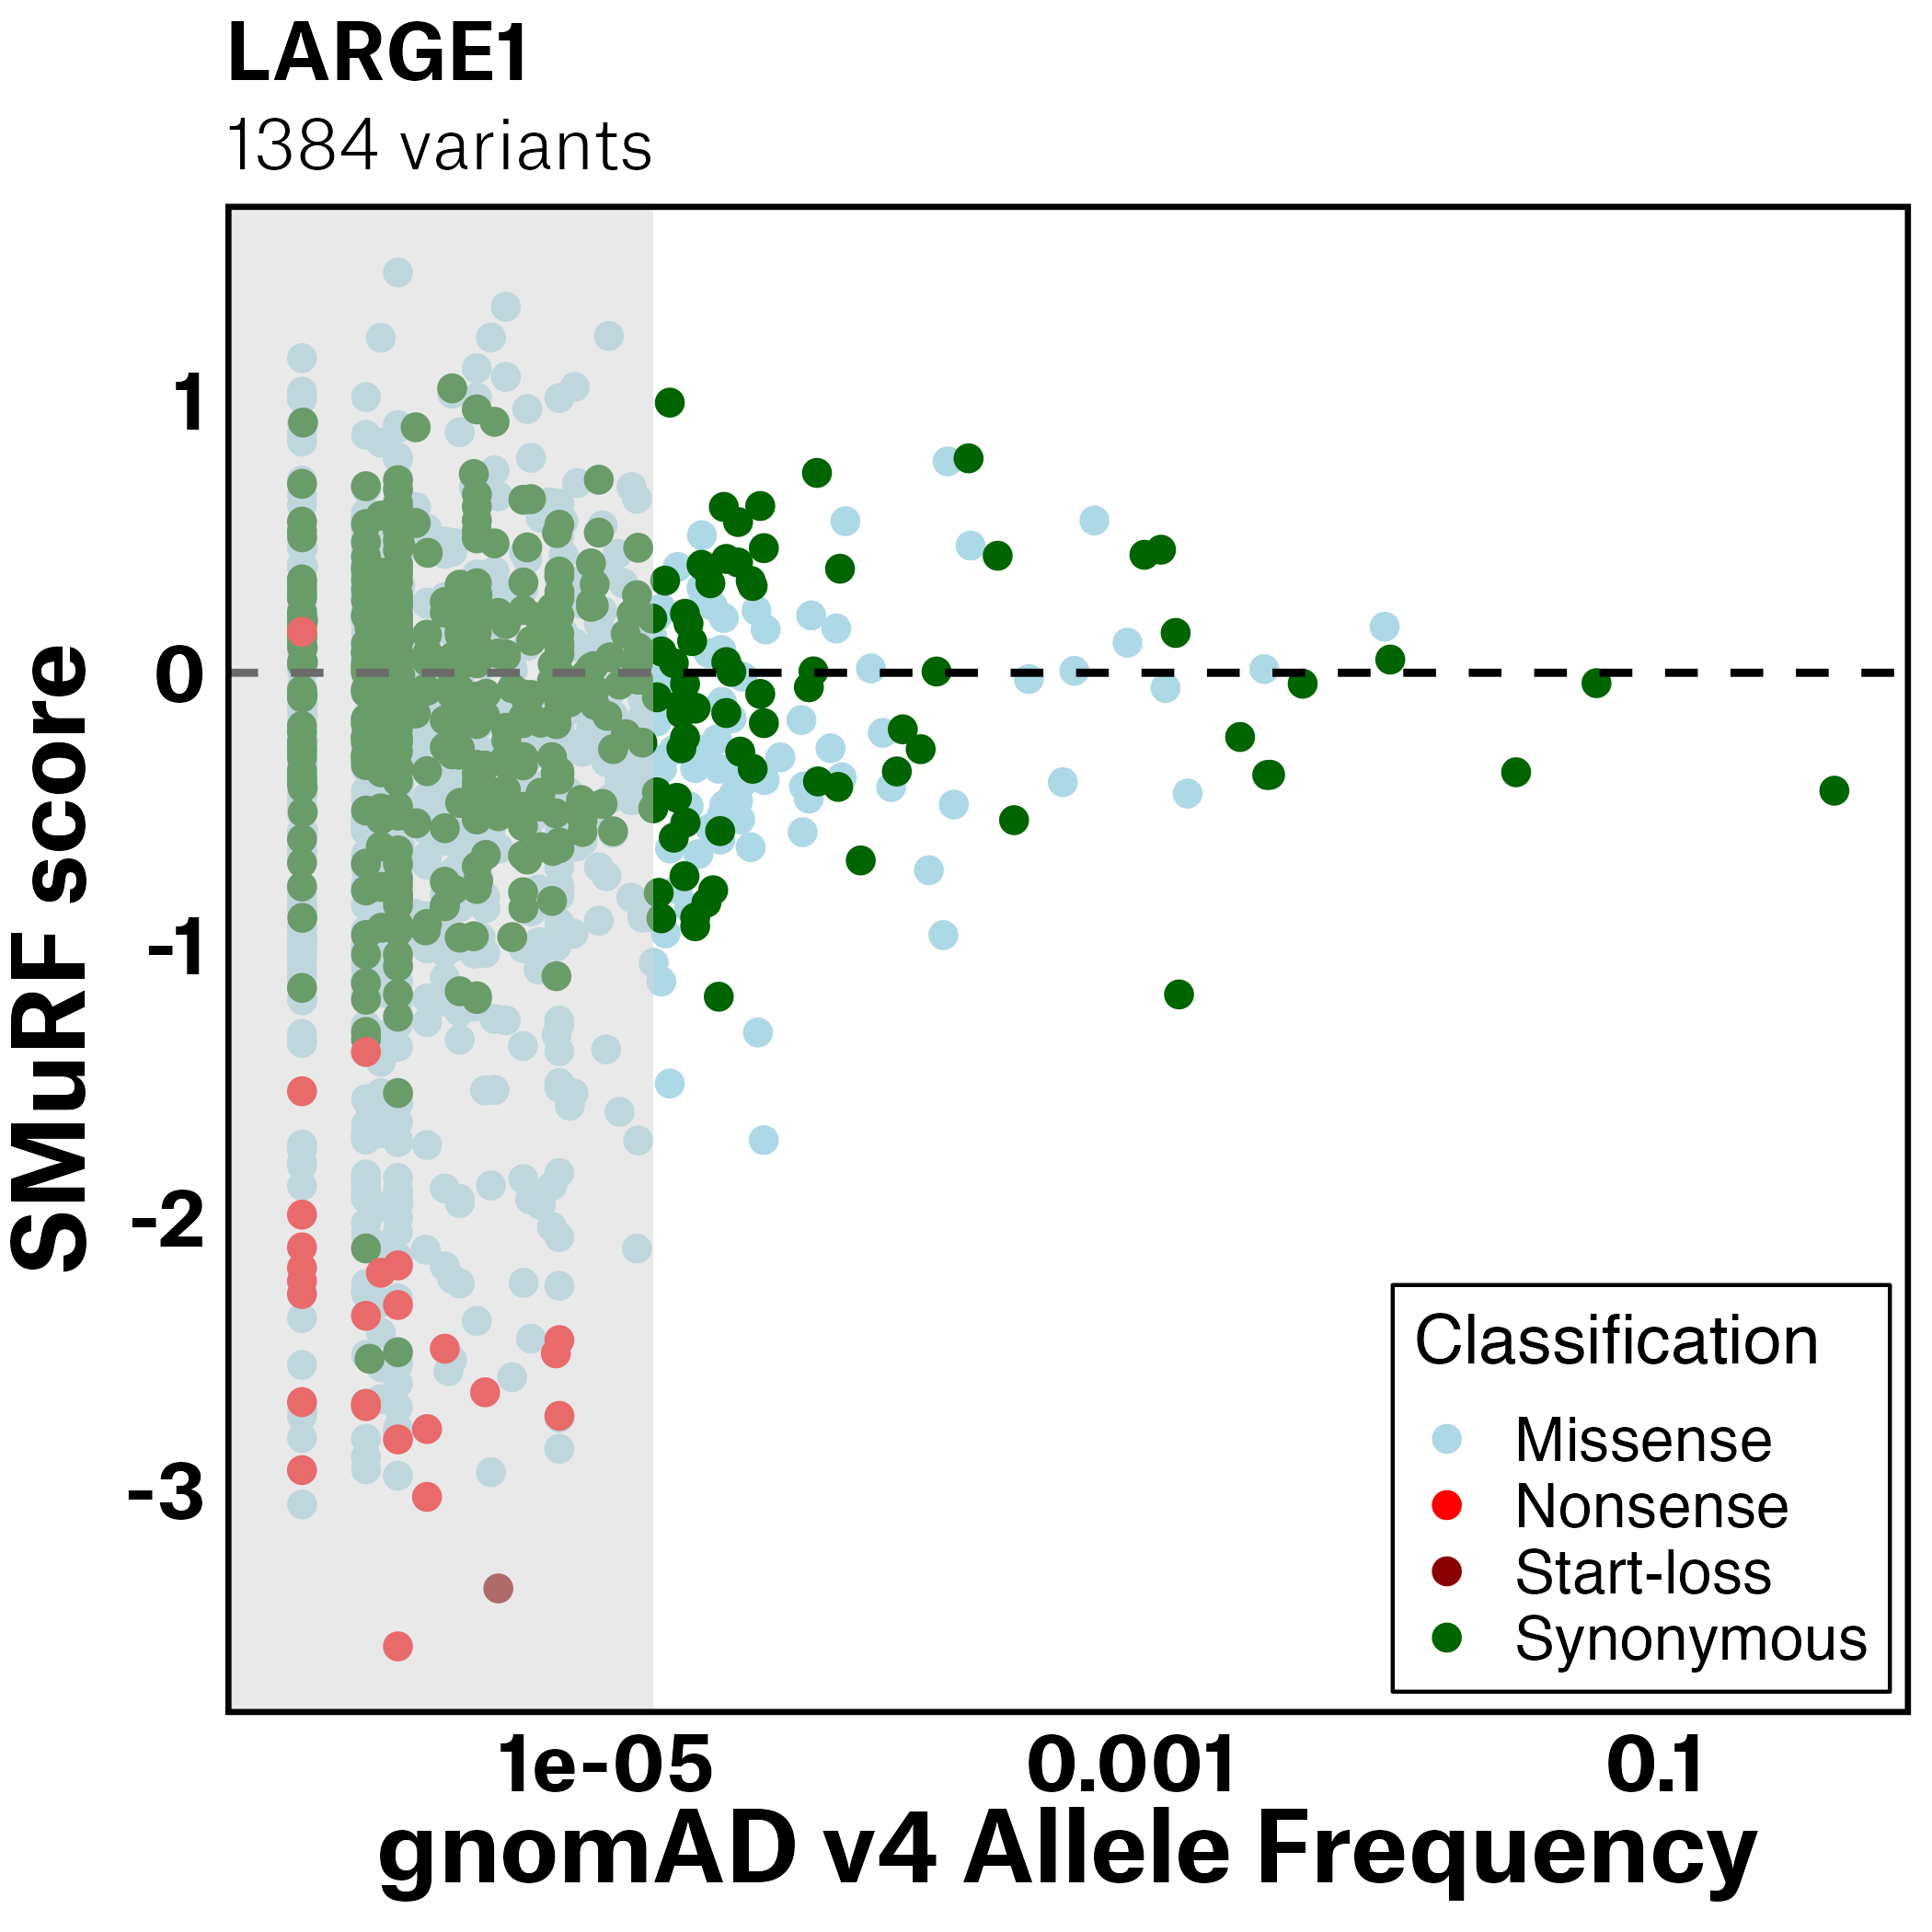 LARGE1
1384 variants
SMuRF score
1
0
-1
-2
-3
Classification
Missense
Nonsense
Start-loss
Synonymous
1e-05 0.001 0.1
gnomAD v4 Allele Frequency